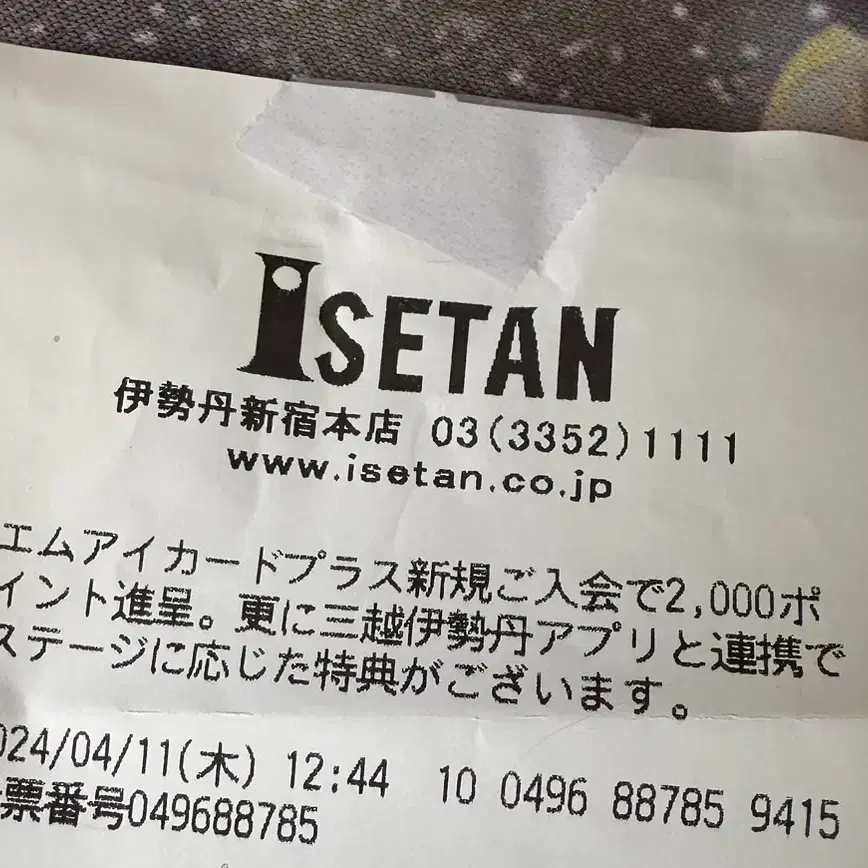 ISETAN
伊勢丹新宿本店 03(3352)1111
www.isetan.co.jp
エムアイカードプラス新規ご入会で2,000ポ
イント進呈。更に三越伊勢丹アプリと連携で
ステージに応じた特典がございます。
2024/04/11(木) 12:44 10 0496 88785 9415
票番号049688785